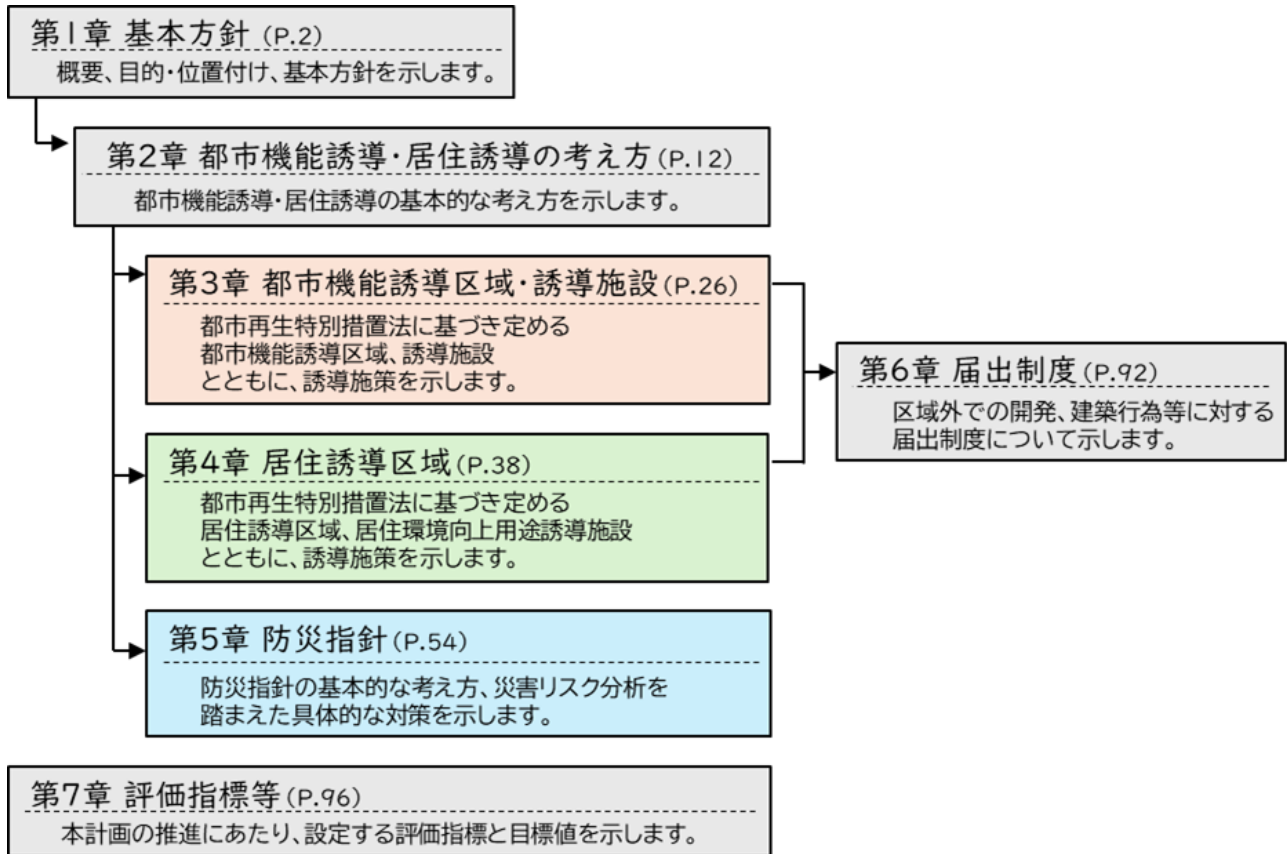 第1章 基本方針 (P.2)
概要、目的・位置付け、基本方針を示します。
第2章 都市機能誘導・居住誘導の考え方(P.12)
都市機能誘導・居住誘導の基本的な考え方を示します。
第3章 都市機能誘導区域・誘導施設(P.26)
都市再生特別措置法に基づき定める
都市機能誘導区域、誘導施設
とともに、誘導施策を示します。
第4章 居住誘導区域(P.38)
都市再生特別措置法に基づき定める
居住誘導区域、居住環境向上用途誘導施設
とともに、誘導施策を示します。
第5章 防災指針(P.54)
防災指針の基本的な考え方、災害リスク分析を
踏まえた具体的な対策を示します。
第6章 届出制度(P.92)
区域外での開発、建築行為等に対する
届出制度について示します。
第7章 評価指標等(P.96)
本計画の推進にあたり、設定する評価指標と目標値を示します。